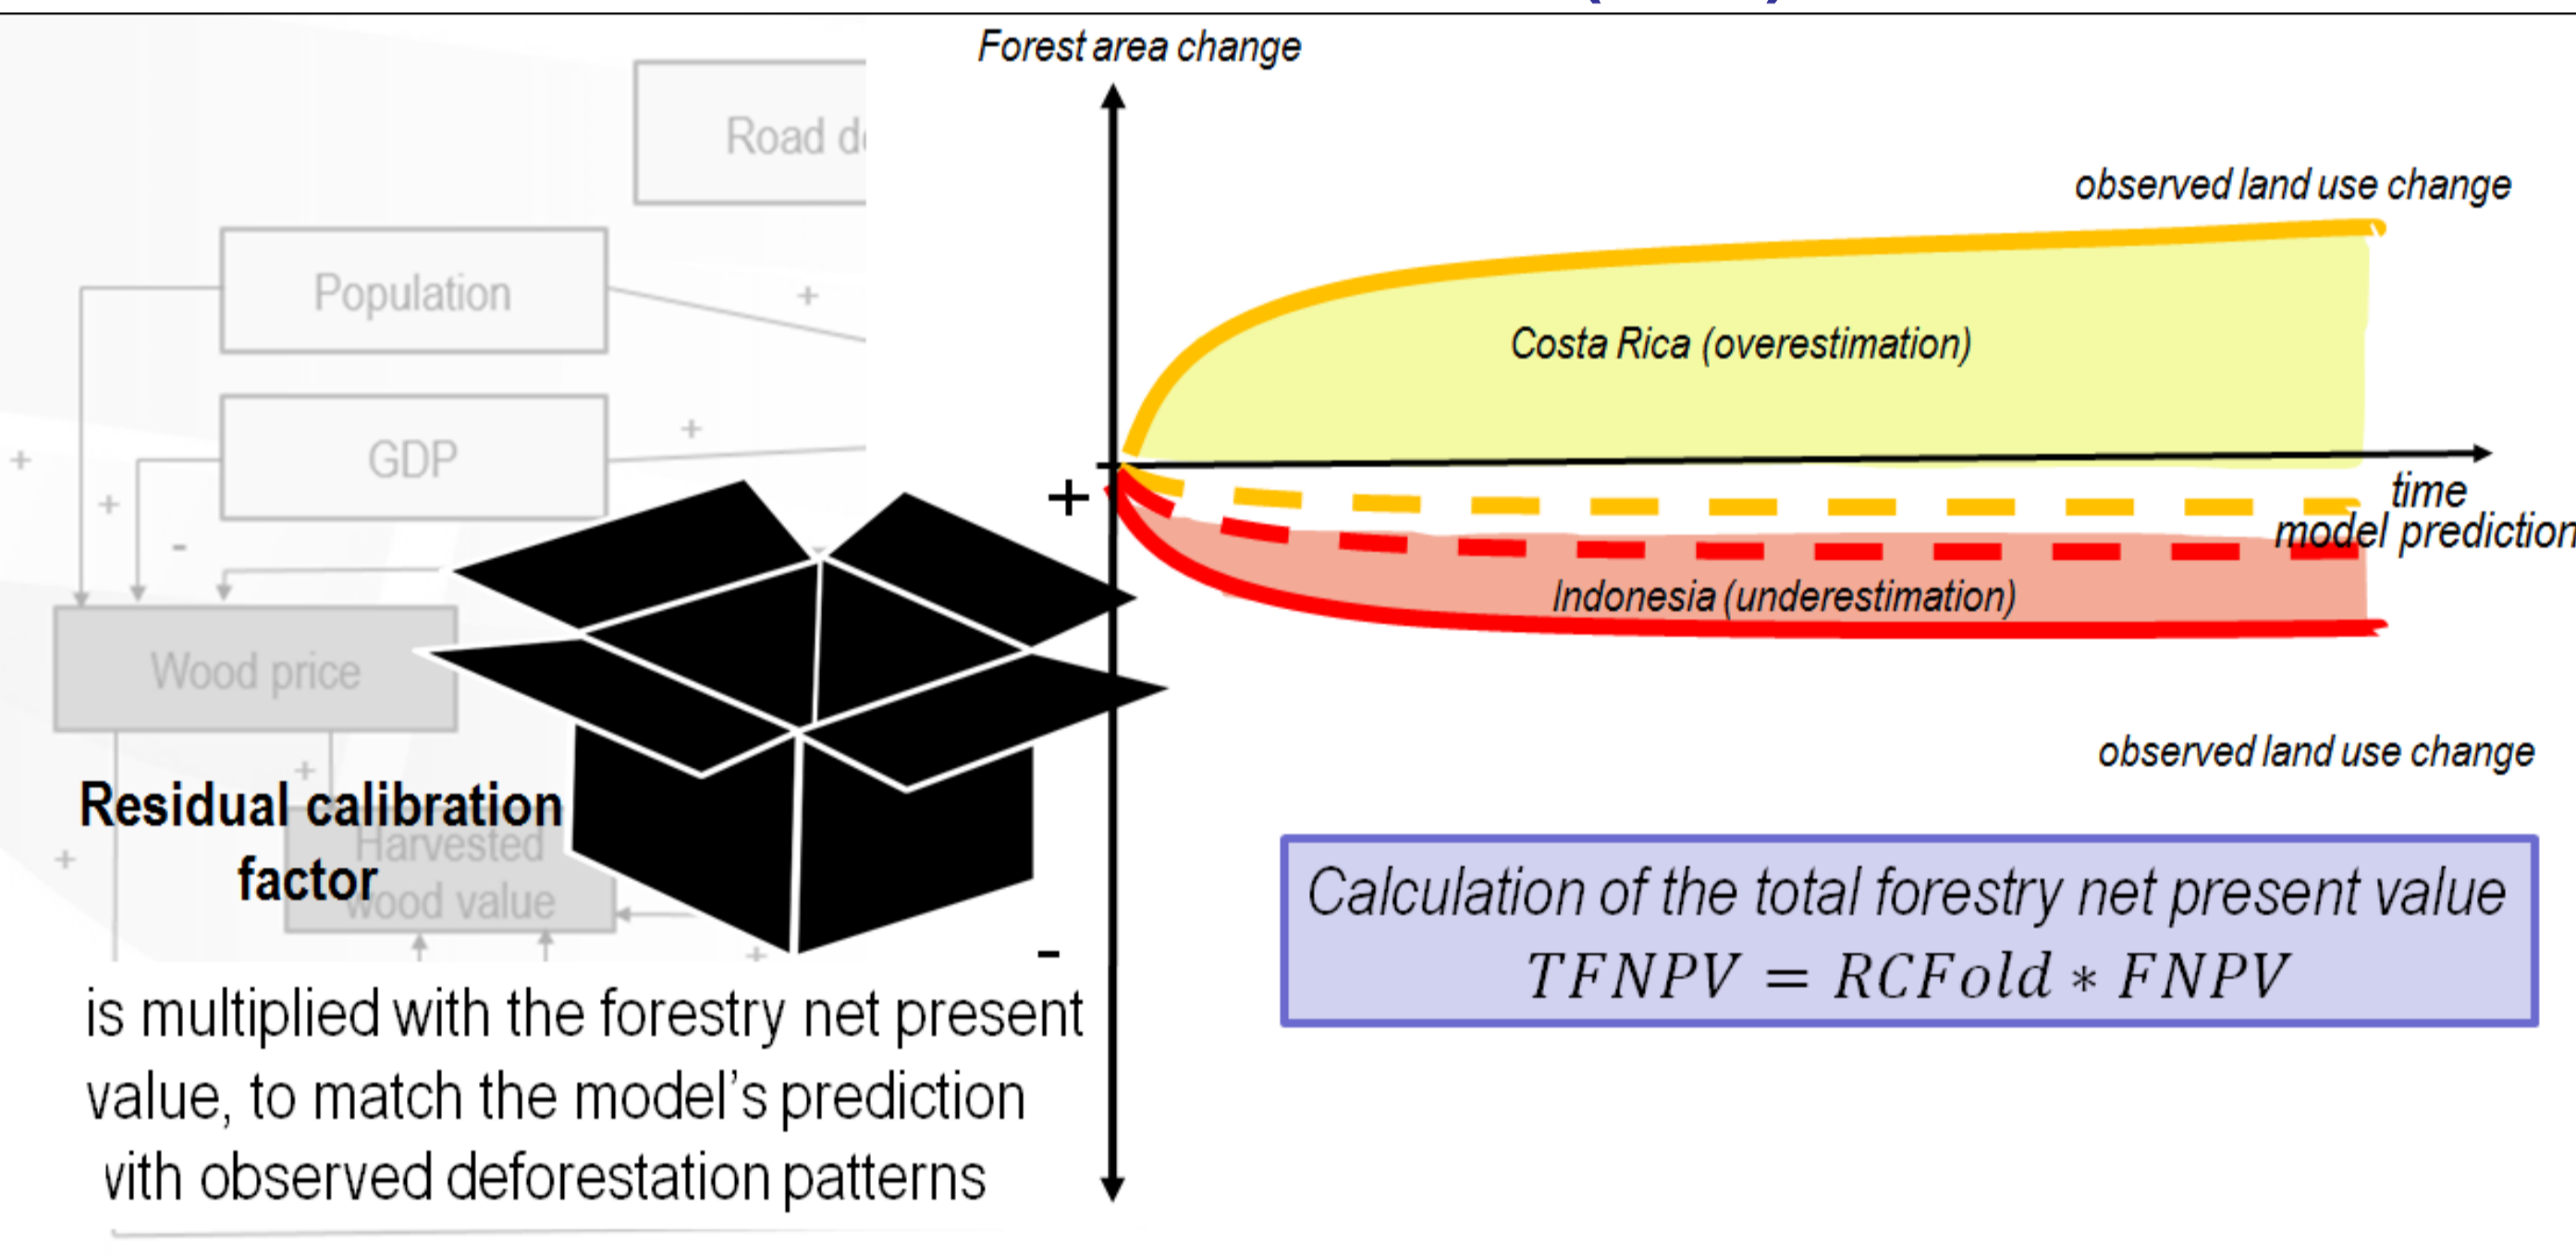 Forest area change
Road
Population
+
observed land use change
Costa Rica (overestimation)
+
GDP
+
+
-
+
time
model prediction
Indonesia (underestimation)
Wood price
observed land use change
+
Residual calibration
Harvested
factor
wood value
+
+
-
Calculation of the total forestry net present value
TFNPV = RCFold * FNPV
is multiplied with the forestry net present
value, to match the model's prediction
with observed deforestation patterns